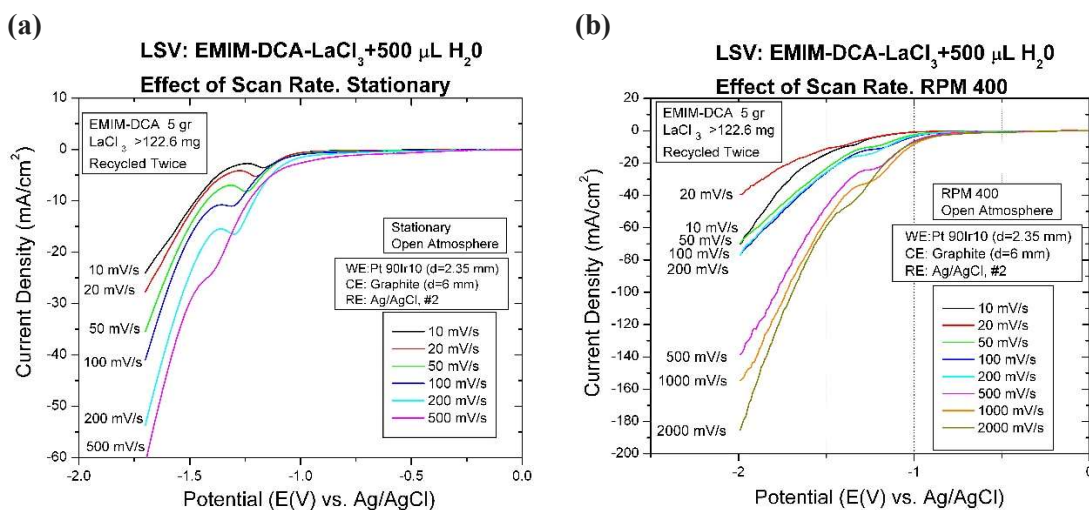 (a)
LSV: EMIM-DCA-LaCl3+500 μL H20
Effect of Scan Rate. Stationary
10
0
-10
-20
-30
-40
-50
-60
Current Density (mA/cm2)
EMIM-DCA 5 gr
LaCl3 >122.6 mg
Recycled Twice
Stationary
Open Atmosphere
WE:Pt 90Ir10 (d=2.35 mm)
CE: Graphite (d=6 mm)
RE: Ag/AgCl, #2
10 mV/s
20 mV/s
50 mV/s
100 mV/s
200 mV/s
500 mV/s
10 mV/s
20 mV/s
50 mV/s
100 mV/s
200 mV/s
500 mV/s
-2.0
-1.5
-1.0
-0.5
0.0
Potential (E(V) vs. Ag/AgCl)
(b)
LSV: EMIM-DCA-LaCl3+500 μL H20
Effect of Scan Rate. RPM 400
20
0
-20
-40
-60
-80
-100
-120
-140
-160
-180
-200
Current Density (mA/cm2)
EMIM-DCA 5 gr
LaCl3 >122.6 mg
Recycled Twice
RPM 400
Open Atmosphere
WE:Pt 90Ir10 (d=2.35 mm)
CE: Graphite (d=6 mm)
RE: Ag/AgCl, #2
20 mV/s
10 mV/s
50 mV/s
100 mV/s
200 mV/s
500 mV/s
1000 mV/s
2000 mV/s
10 mV/s
20 mV/s
50 mV/s
100 mV/s
200 mV/s
500 mV/s
1000 mV/s
2000 mV/s
-2
-1
0
Potential (E(V) vs. Ag/AgCl)